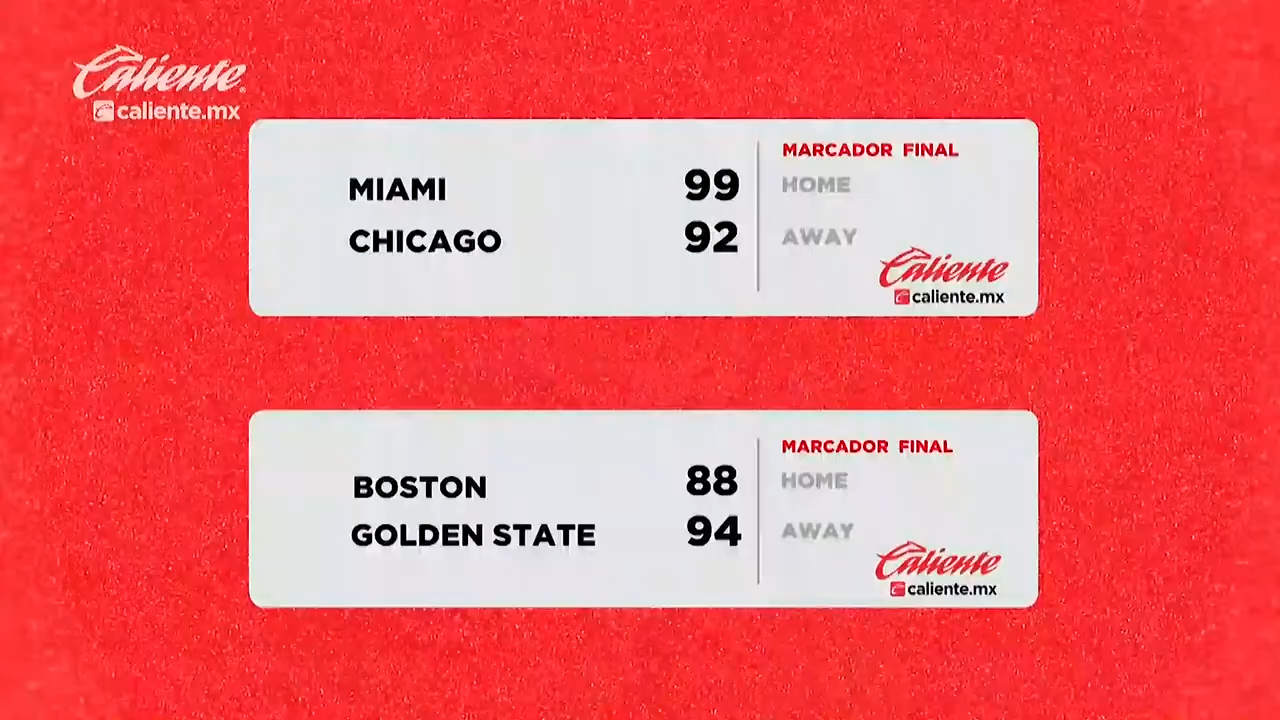 Caliente
caliente.mx
MARCADOR FINAL
MIAMI 99 HOME
CHICAGO 92 AWAY
Caliente
caliente.mx
MARCADOR FINAL
BOSTON 88 HOME
GOLDEN STATE 94 AWAY
Caliente
caliente.mx